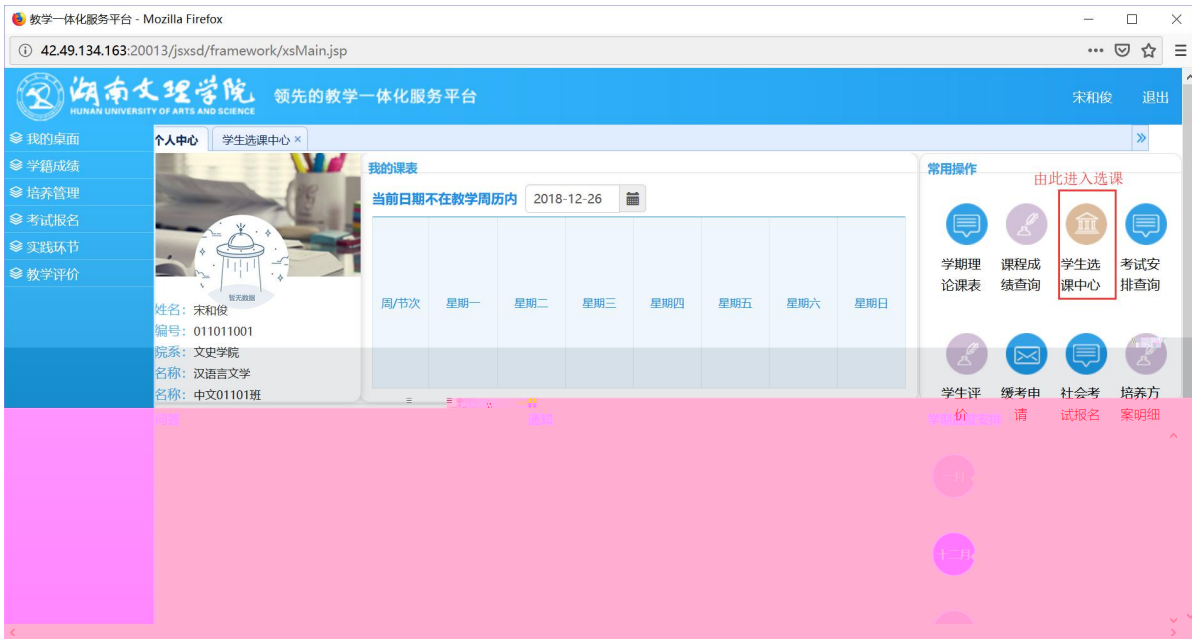 教学一体化服务平台 - Mozilla Firefox
42.49.134.163:20013/jsxsd/framework/xsMain.jsp
湖南文理学院
HUNAN UNIVERSITY OF ARTS AND SCIENCE
领先的教学一体化服务平台
宋和俊 退出
我的桌面
学籍成绩
培养管理
考试报名
实践环节
教学评价
个人中心 学生选课中心 ×
暂无数据
姓名：宋和俊
编号：011011001
院系：文史学院
名称：汉语言文学
名称：中文01101班
我的课表
当前日期不在教学周历内 2018-12-26
周/节次 星期一 星期二 星期三 星期四 星期五 星期六 星期日
常用操作
由此进入选课
学期理论课表
课程成绩查询
学生选课中心
考试安排查询
学生评价
缓考申请
社会考试报名
培养方案明细
问答
通知
十二月